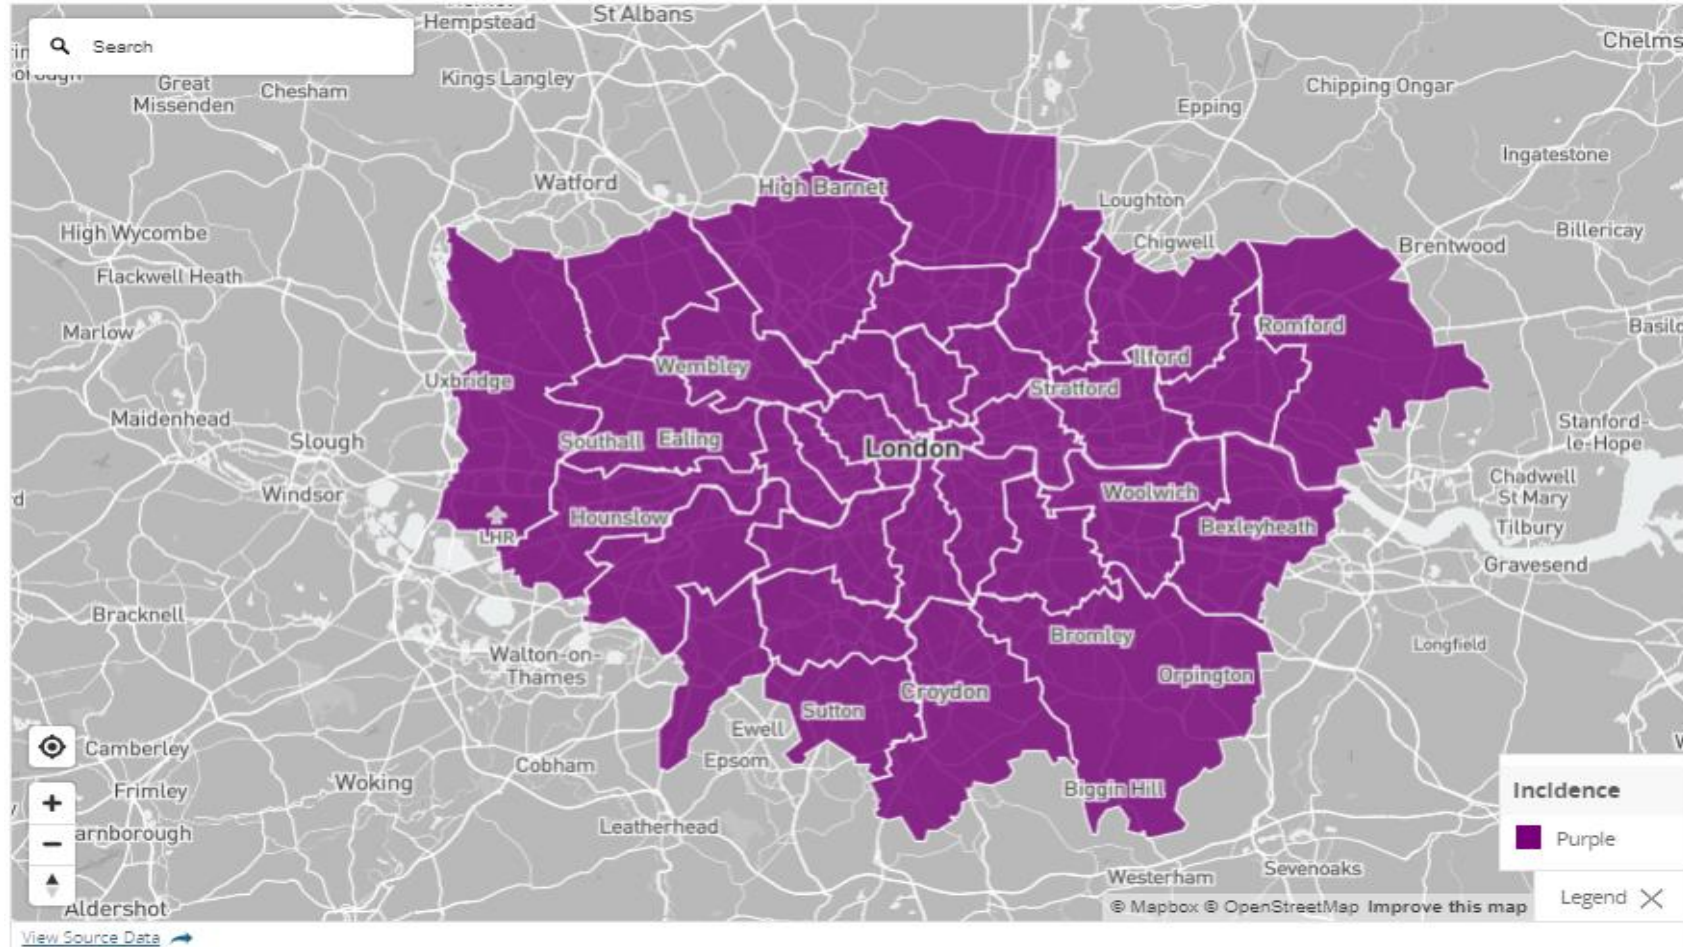 Hempstead
St Albans
Chelms
Search
Great
Missenden
Chesham
Kings Langley
Epping
Chipping Ongar
Ingatestone
Watford
High Barnet
Loughton
High Wycombe
Chigwell
Billericay
Brentwood
Flackwell Heath
Marlow
Romford
Basild
Wembley
Ilford
Uxbridge
Stratford
Maidenhead
Slough
Southall
Ealing
London
Stanford-
le-Hope
Windsor
Woolwich
Chadwell
St Mary
Hounslow
Bexleyheath
Tilbury
LHR
Gravesend
Bracknell
Bromley
Longfield
Walton-on-
Thames
Orpington
Croydon
Sutton
Ewell
Camberley
Epsom
Cobham
Woking
Frimley
Biggin Hill
arnborough
Leatherhead
Westerham
Sevenoaks
Aldershot
Incidence
Purple
Legend
© Mapbox © OpenStreetMap Improve this map
View Source Data